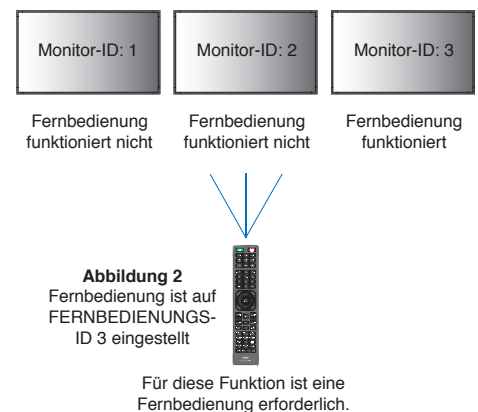 Monitor-ID: 1
Monitor-ID: 2
Monitor-ID: 3
Fernbedienung
funktioniert nicht
Fernbedienung
funktioniert nicht
Fernbedienung
funktioniert
Abbildung 2
Fernbedienung ist auf
FERNBEDIENUNGS-
ID 3 eingestellt
Für diese Funktion ist eine
Fernbedienung erforderlich.